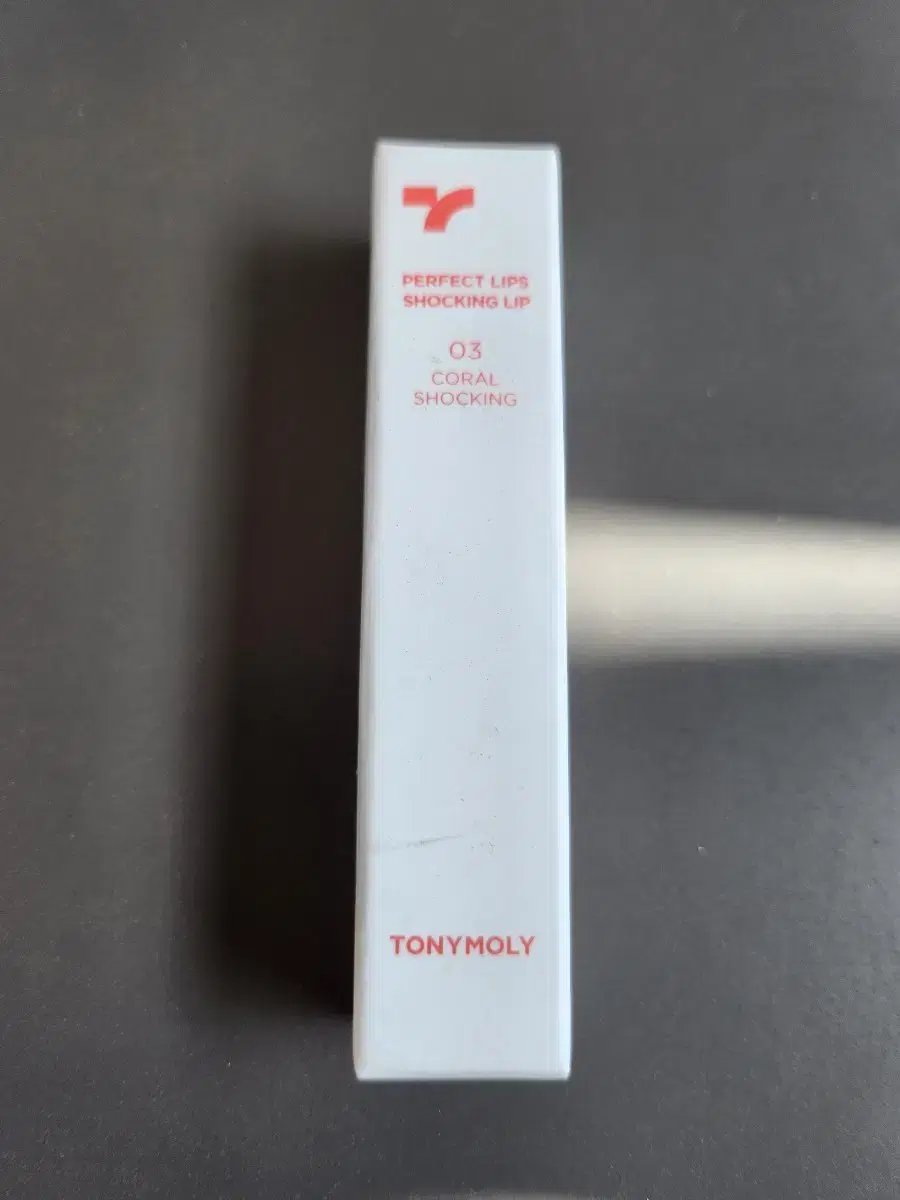 PERFECT LIPS
SHOCKING LIP
03
CORAL
SHOCKING
TONYMOLY